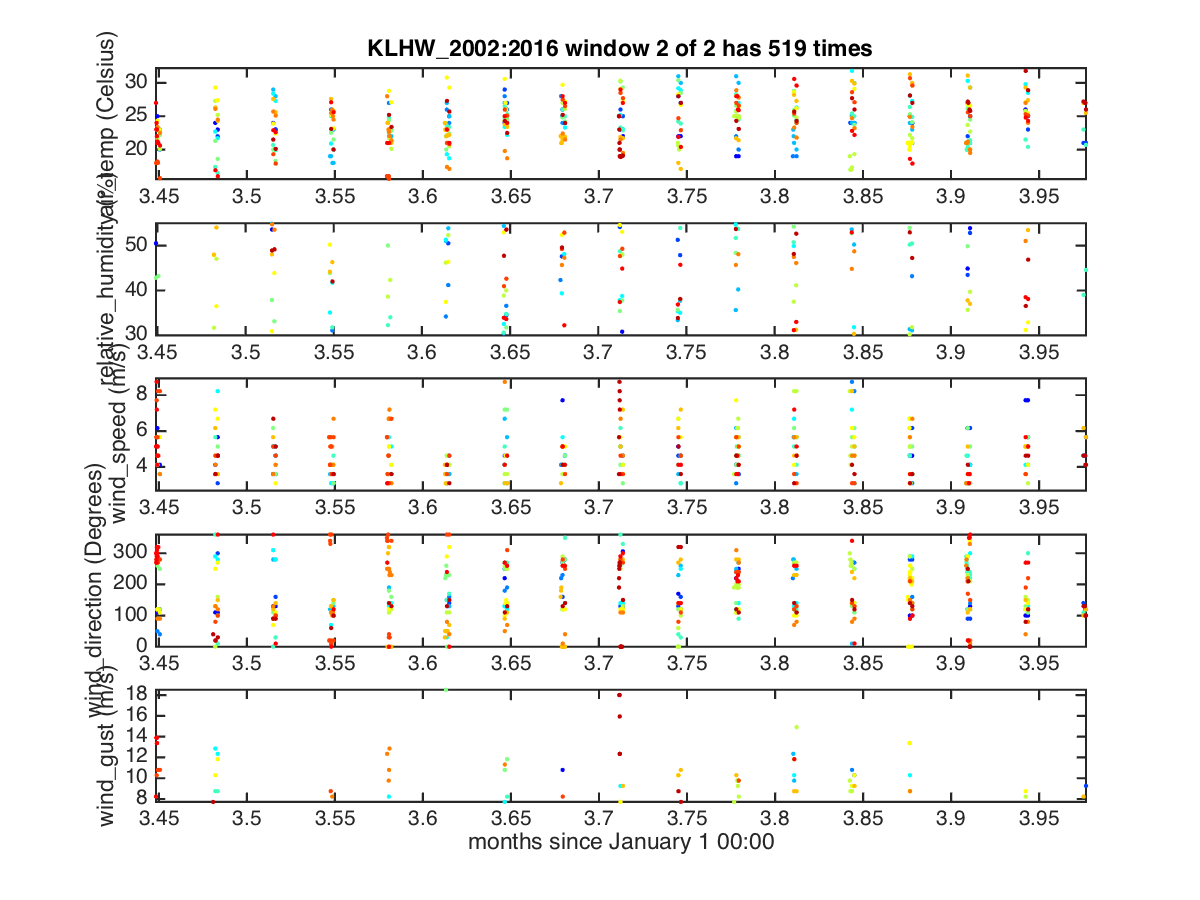 KLHW_2002:2016 window 2 of 2 has 519 times
air_temp (Celsius)
30
25
20
3.45 3.5 3.55 3.6 3.65 3.7 3.75 3.8 3.85 3.9 3.95
relative_humidity (%)
50
40
30
3.45 3.5 3.55 3.6 3.65 3.7 3.75 3.8 3.85 3.9 3.95
wind_speed (m/s)
8
6
4
3.45 3.5 3.55 3.6 3.65 3.7 3.75 3.8 3.85 3.9 3.95
wind_direction (Degrees)
300
200
100
0
3.45 3.5 3.55 3.6 3.65 3.7 3.75 3.8 3.85 3.9 3.95
wind_gust (m/s)
18
16
14
12
10
8
3.45 3.5 3.55 3.6 3.65 3.7 3.75 3.8 3.85 3.9 3.95
months since January 1 00:00